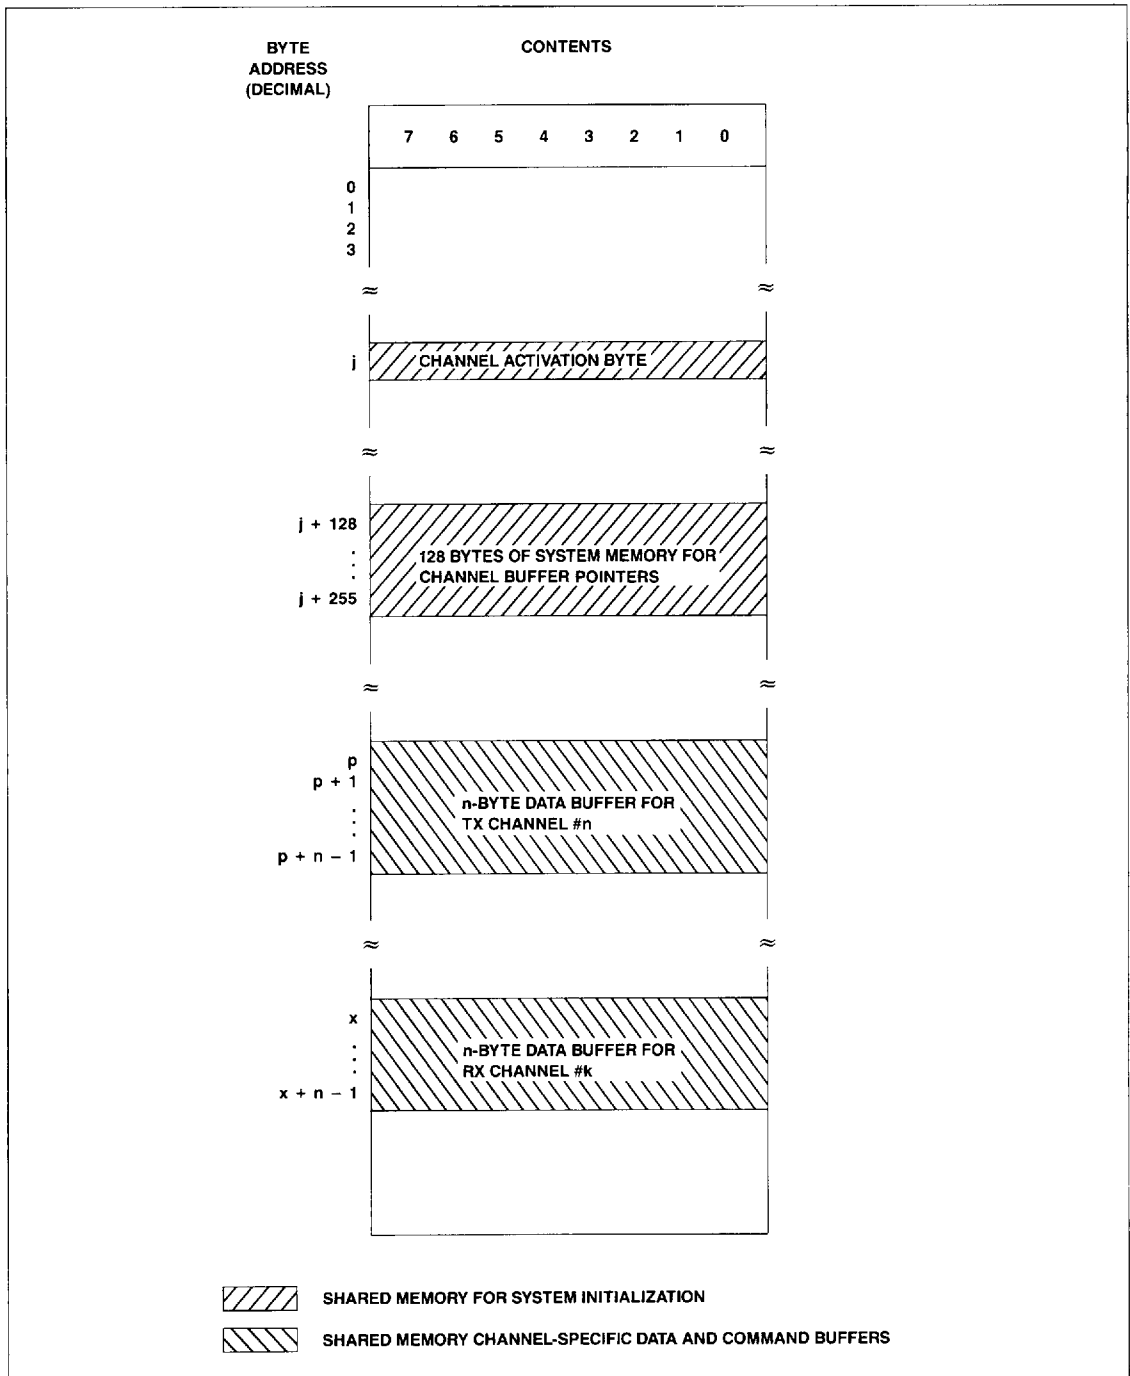 BYTE
ADDRESS
(DECIMAL)
CONTENTS
7 6 5 4 3 2 1 0
0
1
2
3
≈ ≈
j CHANNEL ACTIVATION BYTE
≈ ≈
j + 128
128 BYTES OF SYSTEM MEMORY FOR
CHANNEL BUFFER POINTERS
j + 255
≈ ≈
p
p + 1
n-BYTE DATA BUFFER FOR
TX CHANNEL #n
p + n – 1
≈ ≈
x
n-BYTE DATA BUFFER FOR
RX CHANNEL #k
x + n – 1
SHARED MEMORY FOR SYSTEM INITIALIZATION
SHARED MEMORY CHANNEL-SPECIFIC DATA AND COMMAND BUFFERS